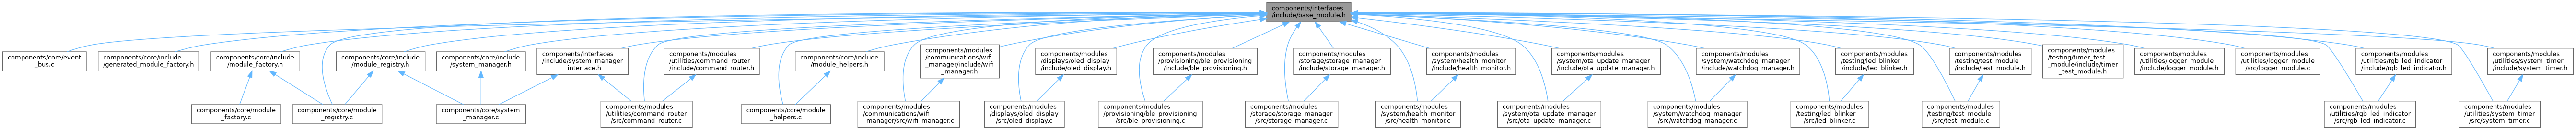 components/interfaces
/include/base_module.h
components/core/event
_bus.c
components/core/include
/generated_module_factory.h
components/core/include
/module_factory.h
components/core/include
/module_registry.h
components/core/include
/system_manager.h
components/interfaces
/include/system_manager
_interface.h
components/modules
/utilities/command_router
/include/command_router.h
components/core/include
/module_helpers.h
components/modules
/communications/wifi
_manager/include/wifi
_manager.h
components/modules
/displays/oled_display
/include/oled_display.h
components/modules
/provisioning/ble_provisioning
/include/ble_provisioning.h
components/modules
/storage/storage_manager
/include/storage_manager.h
components/modules
/system/health_monitor
/include/health_monitor.h
components/modules
/system/ota_update_manager
/include/ota_update_manager.h
components/modules
/system/watchdog_manager
/include/watchdog_manager.h
components/modules
/testing/led_blinker
/include/led_blinker.h
components/modules
/testing/test_module
/include/test_module.h
components/modules
/testing/timer_test
_module/include/timer
_test_module.h
components/modules
/utilities/logger_module
/include/logger_module.h
components/modules
/utilities/logger_module
/src/logger_module.c
components/modules
/utilities/rgb_led_indicator
/include/rgb_led_indicator.h
components/modules
/utilities/system_timer
/include/system_timer.h
components/core/module
_factory.c
components/core/module
_registry.c
components/core/system
_manager.c
components/modules
/utilities/command_router
/src/command_router.c
components/core/module
_helpers.c
components/modules
/communications/wifi
_manager/src/wifi_manager.c
components/modules
/displays/oled_display
/src/oled_display.c
components/modules
/provisioning/ble_provisioning
/src/ble_provisioning.c
components/modules
/storage/storage_manager
/src/storage_manager.c
components/modules
/system/health_monitor
/src/health_monitor.c
components/modules
/system/ota_update_manager
/src/ota_update_manager.c
components/modules
/system/watchdog_manager
/src/watchdog_manager.c
components/modules
/testing/led_blinker
/src/led_blinker.c
components/modules
/testing/test_module
/src/test_module.c
components/modules
/utilities/rgb_led_indicator
/src/rgb_led_indicator.c
components/modules
/utilities/system_timer
/src/system_timer.c